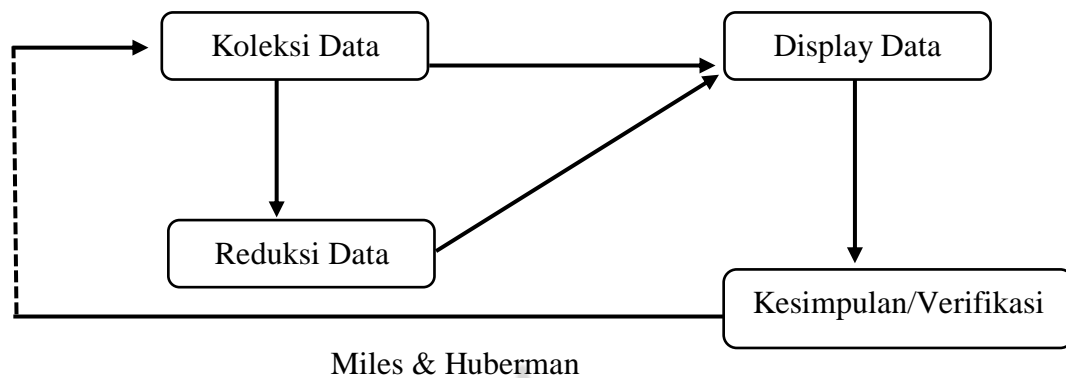 Koleksi Data
Display Data
Reduksi Data
Kesimpulan/Verifikasi
Miles & Huberman